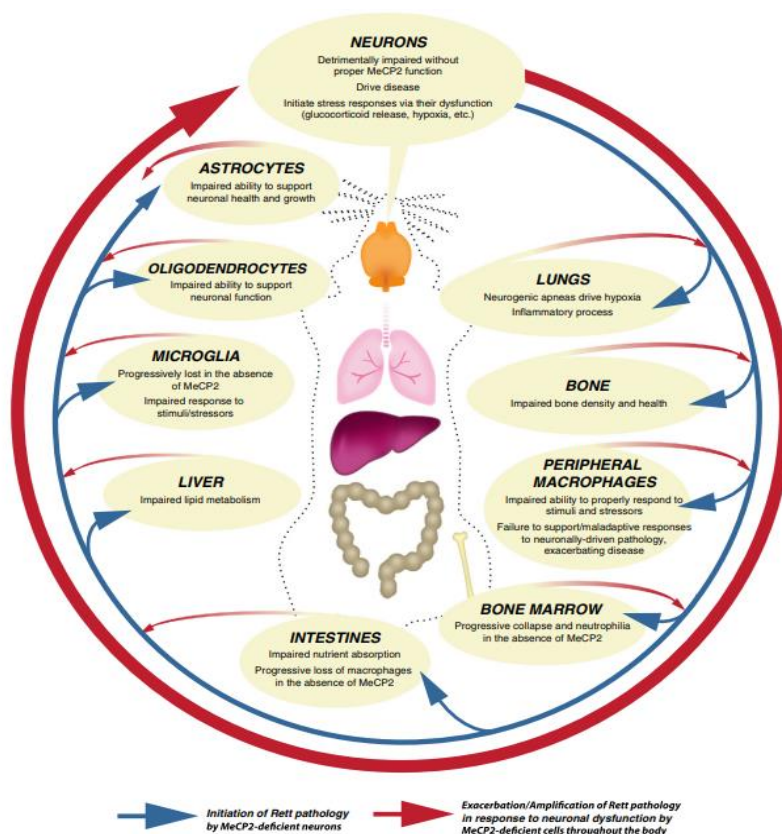 NEURONS
Detrimentally impaired without
proper MeCP2 function
Drive disease
Initiate stress responses via their dysfunction
(glucocorticoid release, hypoxia, etc.)
ASTROCYTES
Impaired ability to support
neuronal health and growth
OLIGODENDROCYTES
Impaired ability to support
neuronal function
MICROGLIA
Progressively lost in the absence
of MeCP2
Impaired response to
stimuli/stressors
LIVER
Impaired lipid metabolism
INTESTINES
Impaired nutrient absorption
Progressive loss of macrophages
in the absence of MeCP2
LUNGS
Neurogenic apneas drive hypoxia
Inflammatory process
BONE
Impaired bone density and health
PERIPHERAL
MACROPHAGES
Impaired ability to properly respond to
stimuli and stressors
Failure to support/maladaptive responses
to neuronally-driven pathology,
exacerbating disease
BONE MARROW
Progressive collapse and neutrophilia
in the absence of MeCP2
Initiation of Rett pathology
by MeCP2-deficient neurons
Exacerbation/Amplification of Rett pathology
in response to neuronal dysfunction by
MeCP2-deficient cells throughout the body